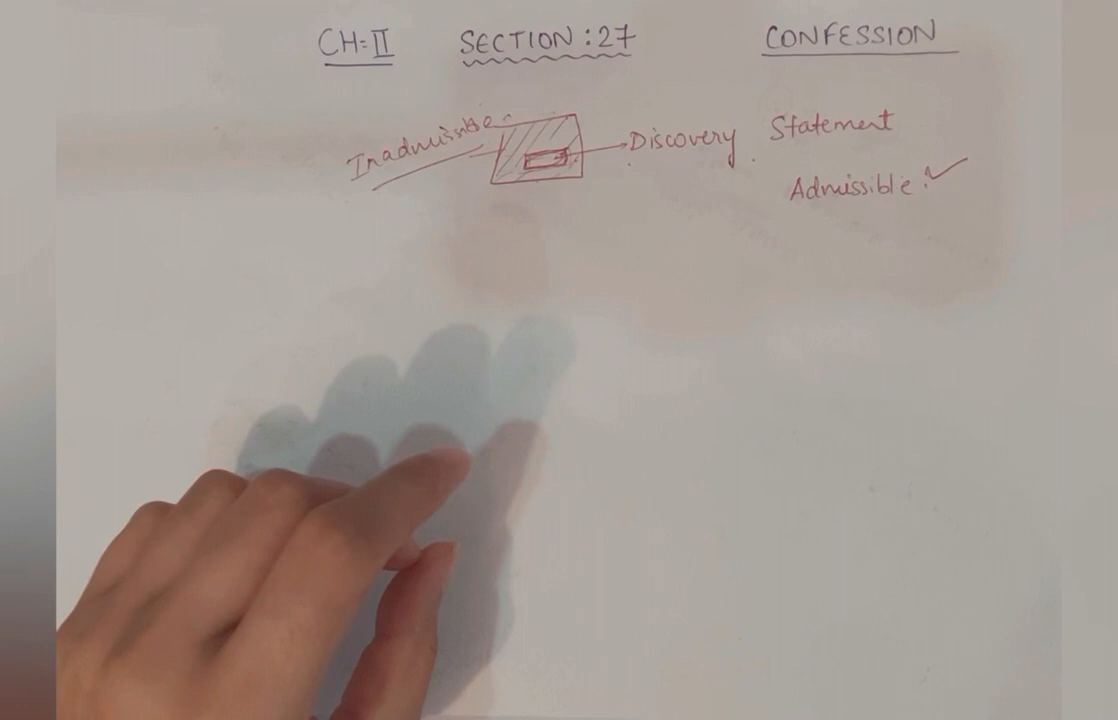 CH=II SECTION:27 CONFESSION
Inadmissible
Discovery
Statement
Admissible